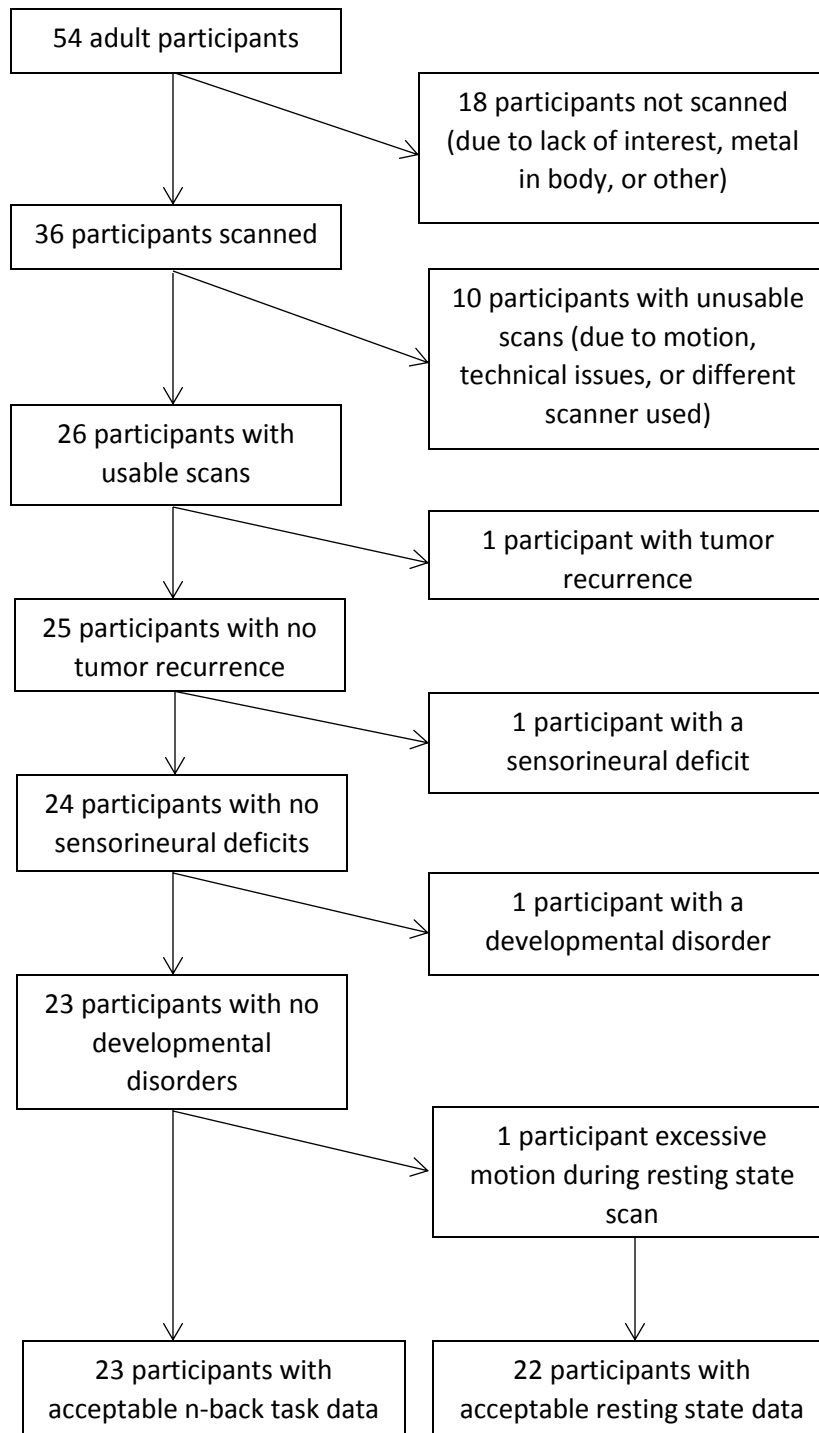 54 adult participants
18 participants not scanned
(due to lack of interest, metal
in body, or other)
36 participants scanned
10 participants with unusable
scans (due to motion,
technical issues, or different
scanner used)
26 participants with
usable scans
1 participant with tumor
recurrence
25 participants with no
tumor recurrence
1 participant with a
sensorineural deficit
24 participants with no
sensorineural deficits
1 participant with a
developmental disorder
23 participants with no
developmental
disorders
1 participant excessive
motion during resting state
scan
23 participants with
acceptable n-back task data
22 participants with
acceptable resting state data